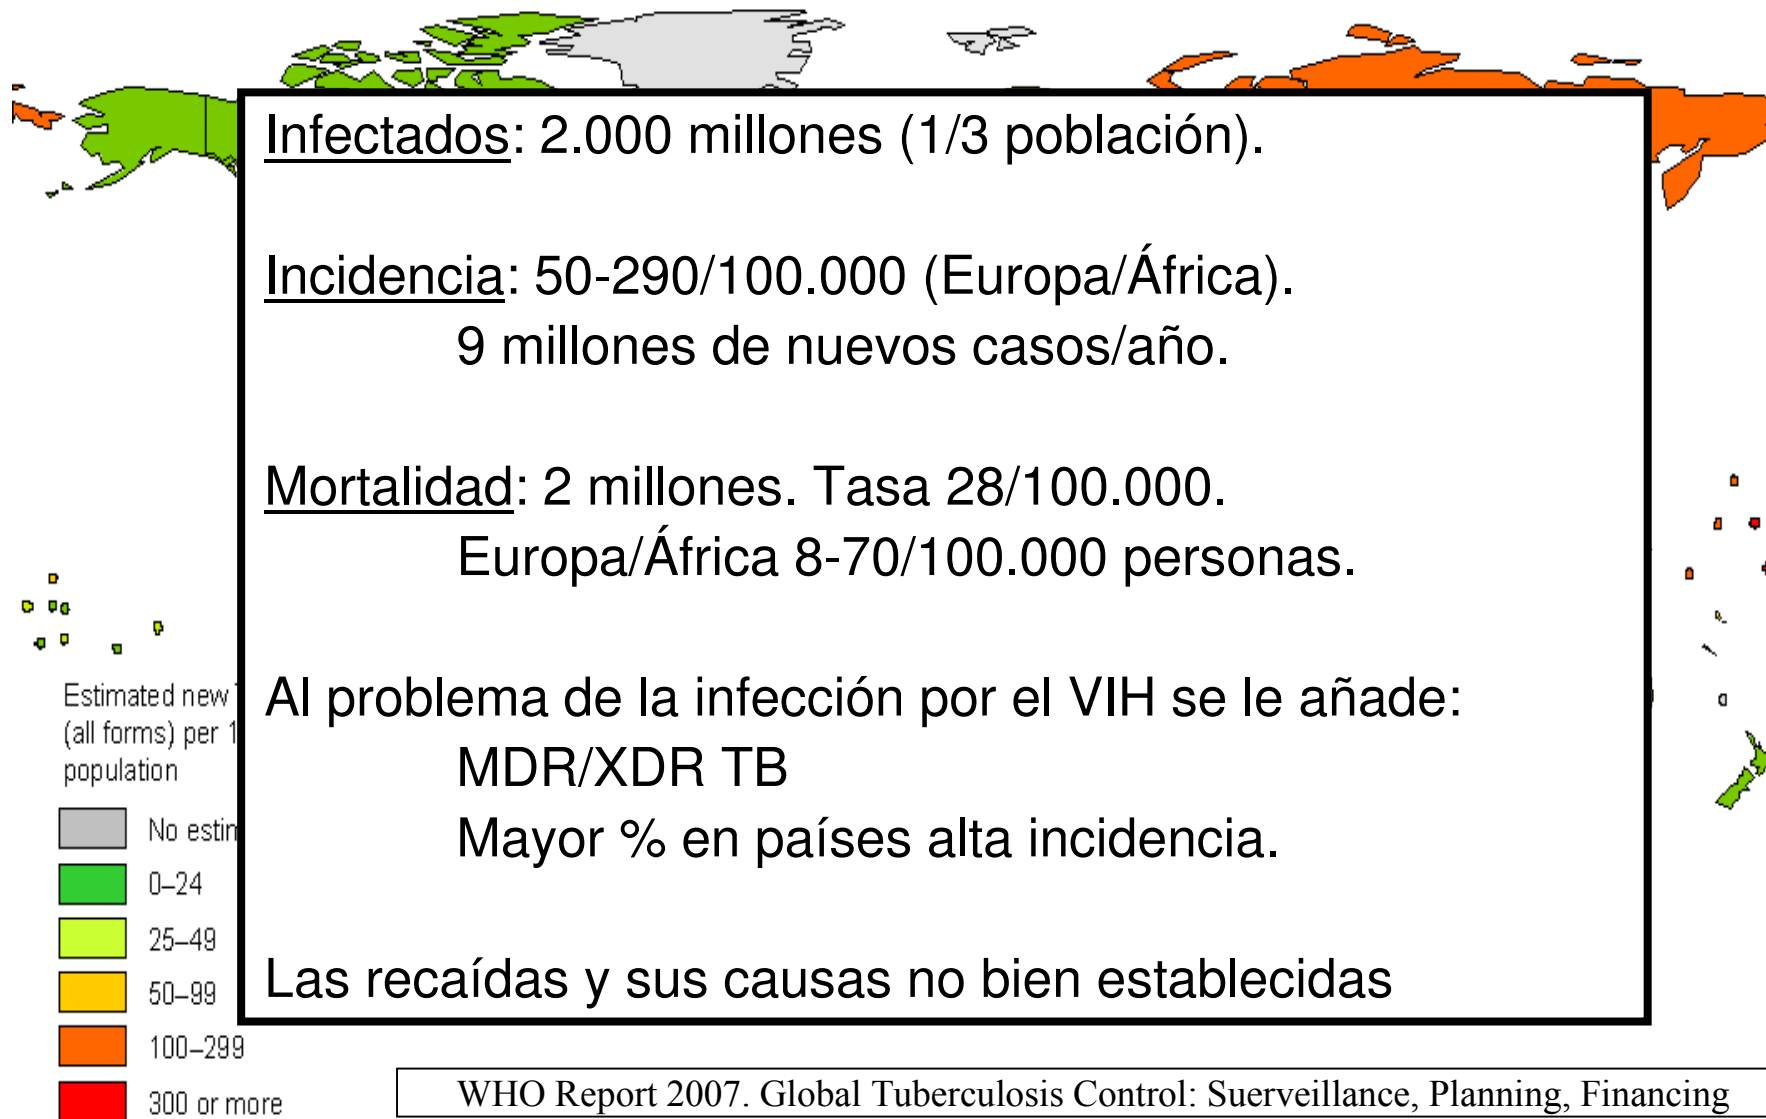 Infectados: 2.000 millones (1/3 población).
Incidencia: 50-290/100.000 (Europa/África).
9 millones de nuevos casos/año.
Mortalidad: 2 millones. Tasa 28/100.000.
Europa/África 8-70/100.000 personas.
Al problema de la infección por el VIH se le añade:
MDR/XDR TB
Mayor % en países alta incidencia.
Las recaídas y sus causas no bien establecidas
Estimated new
(all forms) per 1
population
No estim
0–24
25–49
50–99
100–299
300 or more
WHO Report 2007. Global Tuberculosis Control: Suerveillance, Planning, Financing